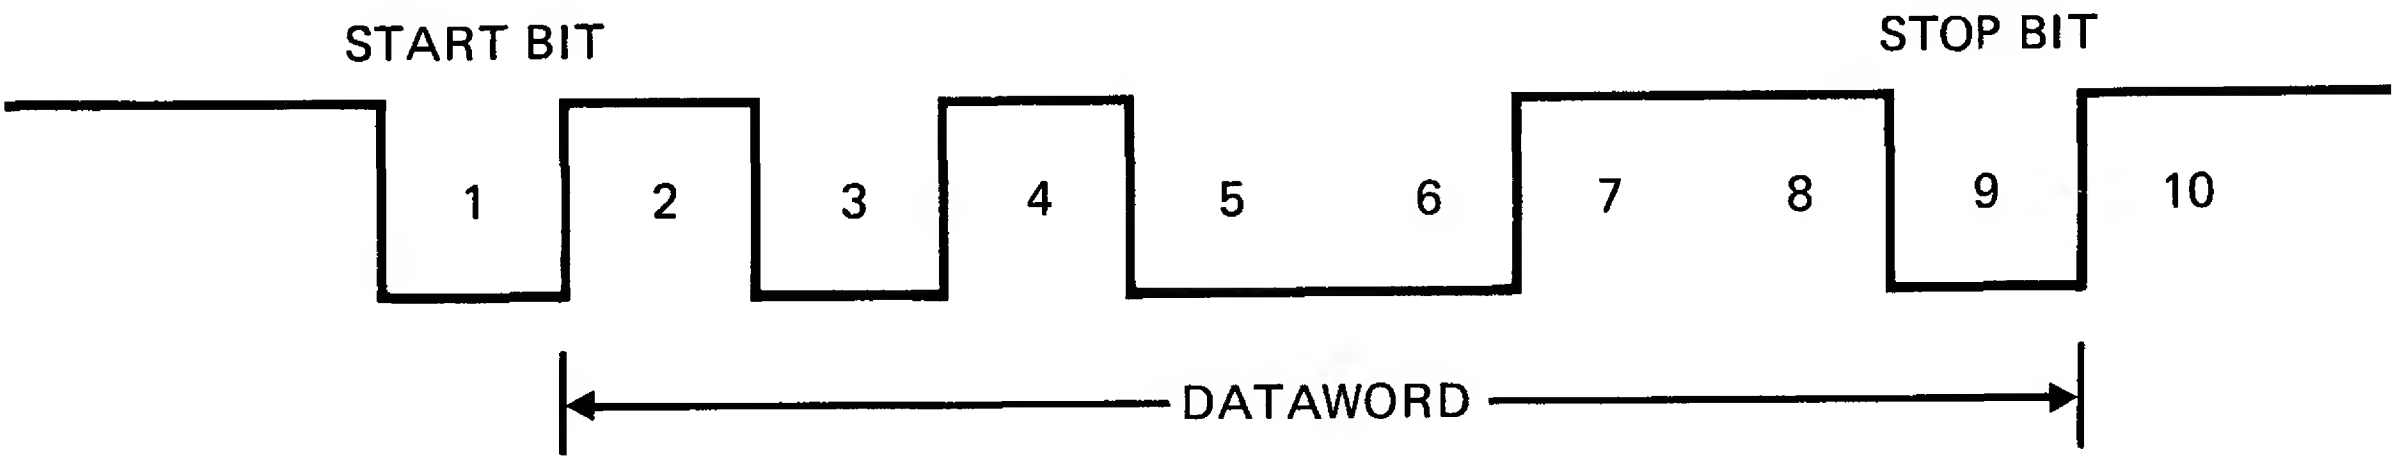 START BIT STOP BIT
1 2 3 4 5 6 7 8 9 10
DATAWORD